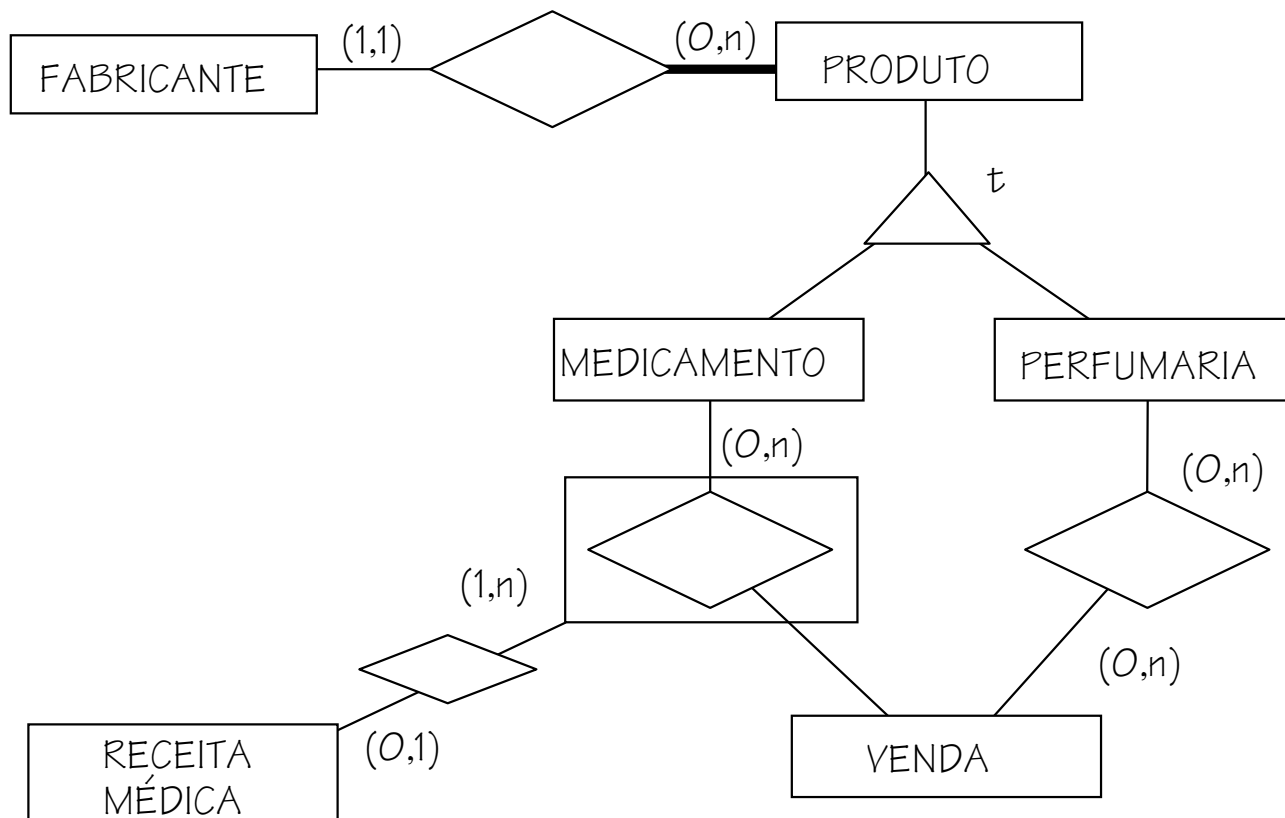 (1,1)
(0,n)
FABRICANTE
PRODUTO
t
MEDICAMENTO
PERFUMARIA
(0,n)
(0,n)
(1,n)
(0,n)
(0,1)
RECEITA
MÉDICA
VENDA